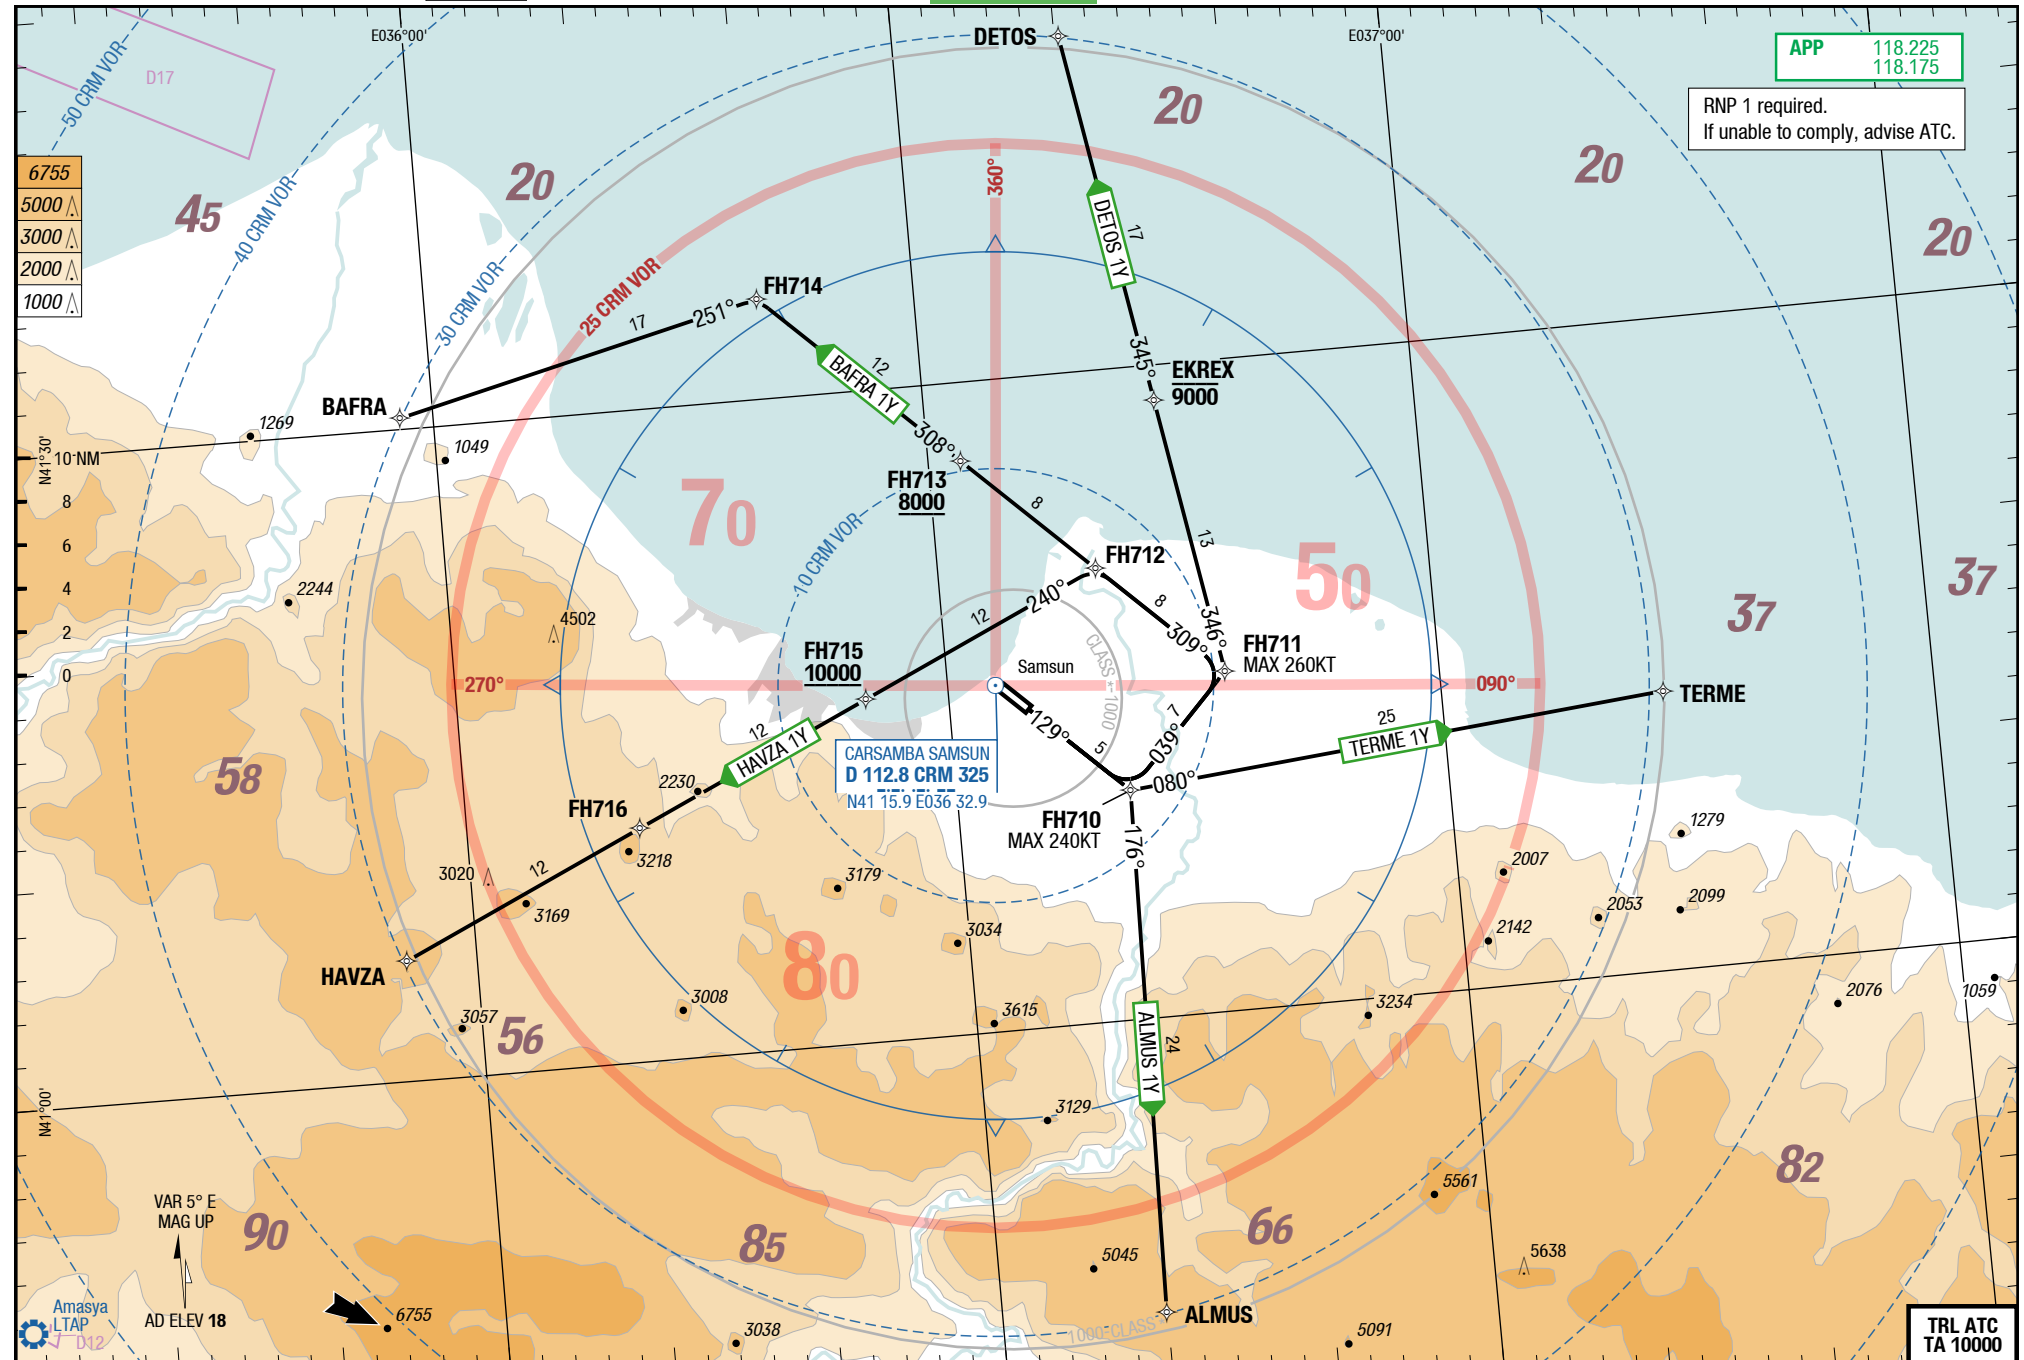 DETOS
E036°00'
E037°00'
APP 118.225
118.175
RNP 1 required.
If unable to comply, advise ATC.
50 CRM VOR
D17
20
20
20
20
45
360°
6755
5000
3000
2000
1000
40 CRM VOR
30 CRM VOR
25 CRM VOR
DETOS 1Y
17
FH714
251°
17
345°
EKREX
9000
12
BAFRA 1Y
308°
BAFRA
1269
1049
N41°30'
10 NM
8
6
4
2
0
FH713
8000
8
70
10 CRM VOR
13
FH712
50
37
37
2244
4502
240°
12
8
309°
346°
FH711
MAX 260KT
CLASS *-1000
FH715
10000
Samsun
270°
090°
TERME
129°
5
7
039°
25
TERME 1Y
080°
12
HAVZA 1Y
CARSAMBA SAMSUN
D 112.8 CRM 325
N41 15.9 E036 32.9
58
2230
FH716
FH710
MAX 240KT
176°
1279
3218
3020
12
3169
3179
2007
2053
2099
3034
2142
HAVZA
80
3057
56
3008
3615
ALMUS 1Y
24
3234
2076
1059
N41°00'
3129
82
5561
VAR 5° E
MAG UP
90
85
66
5045
5638
AD ELEV 18
Amasya
LTAP
D12
6755
3038
1000-CLASS *
ALMUS
5091
TRL ATC
TA 10000